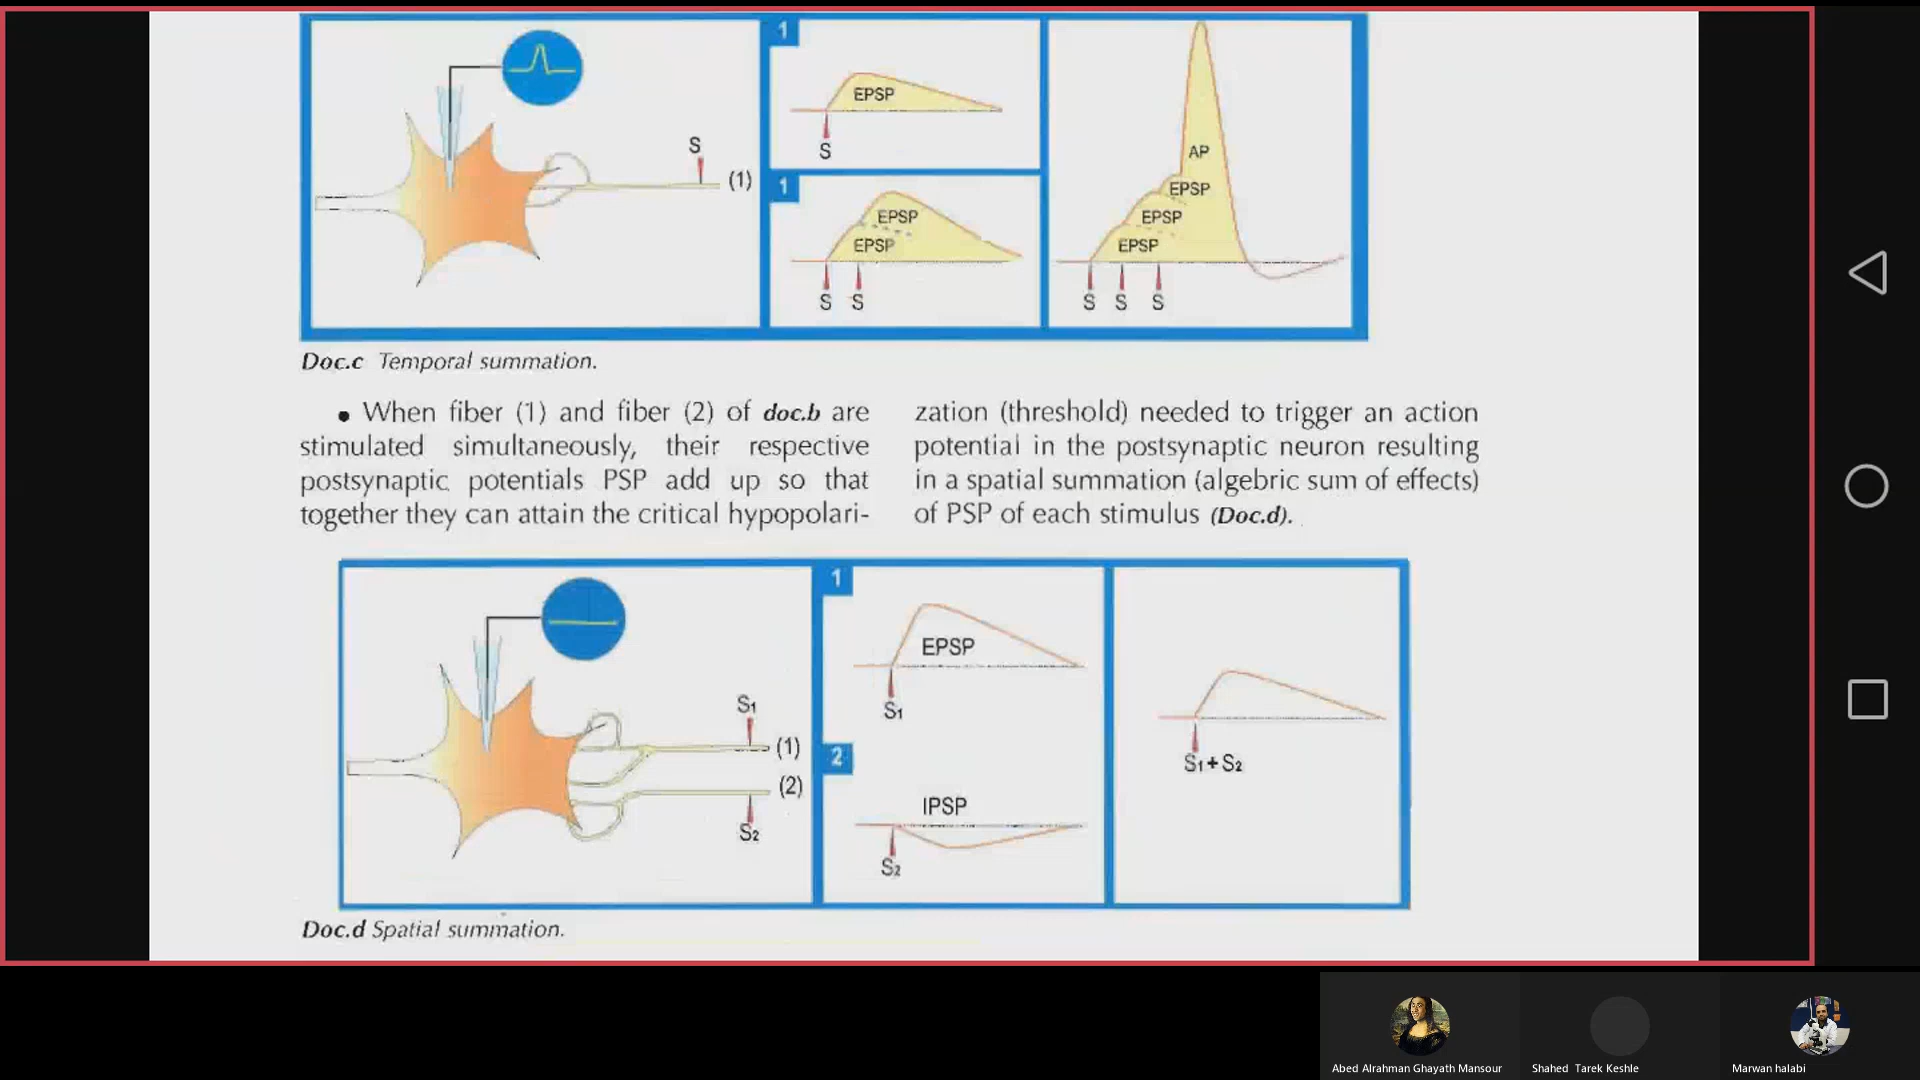 1
EPSP
S
S
(1)
1
EPSP
EPSP
S S
AP
EPSP
EPSP
EPSP
S S S
Doc.c Temporal summation.
• When fiber (1) and fiber (2) of doc.b are
stimulated simultaneously, their respective
postsynaptic potentials PSP add up so that
together they can attain the critical hypopolari-
zation (threshold) needed to trigger an action
potential in the postsynaptic neuron resulting
in a spatial summation (algebric sum of effects)
of PSP of each stimulus (Doc.d).
S1
(1)
(2)
S2
1
EPSP
S1
2
IPSP
S2
S1+S2
Doc.d Spatial summation.
Abed Alrahman Ghayath Mansour
Shahed Tarek Keshle
Marwan halabi